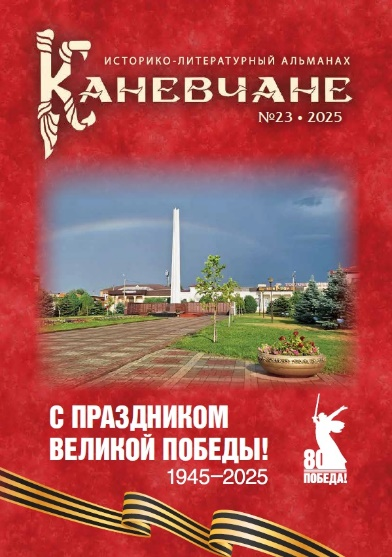 ИСТОРИКО-ЛИТЕРАТУРНЫЙ АЛЬМАНАХ
КАНЕВЧАНЕ
№23 • 2025
С ПРАЗДНИКОМ
ВЕЛИКОЙ ПОБЕДЫ!
1945–2025
80
ПОБЕДА!